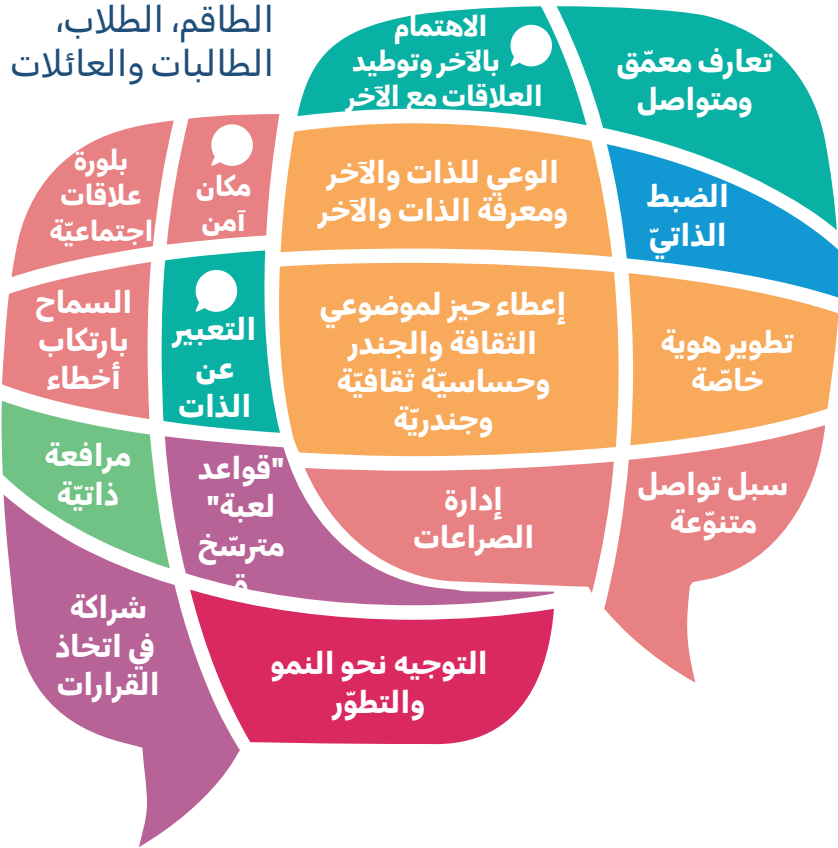 الطاقم، الطلاب،
الطالبات والعائلات
الاهتمام
بالآخر وتوطيد
العلاقات مع الآخر
تعارف معمّق
ومتواصل
بلورة
علاقات
اجتماعيّة
مكان
آمن
الوعي للذات والآخر
ومعرفة الذات والآخر
الضبط
الذاتيّ
السماح
بارتكاب
أخطاء
التعبير
عن
الذات
إعطاء حيز لموضوعي
الثقافة والجندر
وحساسيّة ثقافيّة
وجندريّة
تطوير هوية
خاصّة
مرافعة
ذاتيّة
"قواعد
لعبة"
مترسّخ
ة
إدارة
الصراعات
سبل تواصل
متنوّعة
شراكة
في اتخاذ
القرارات
التوجيه نحو النمو
والتطوّر